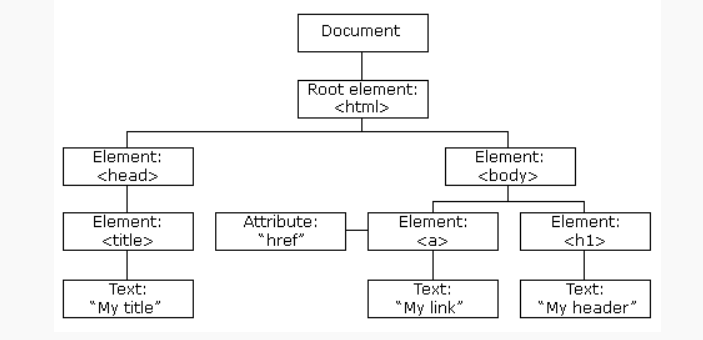 Document
Root element:
<html>
Element:
<head>
Element:
<body>
Element:
<title>
Attribute:
“href”
Element:
<a>
Element:
<h1>
Text:
“My title”
Text:
“My link”
Text:
“My header”